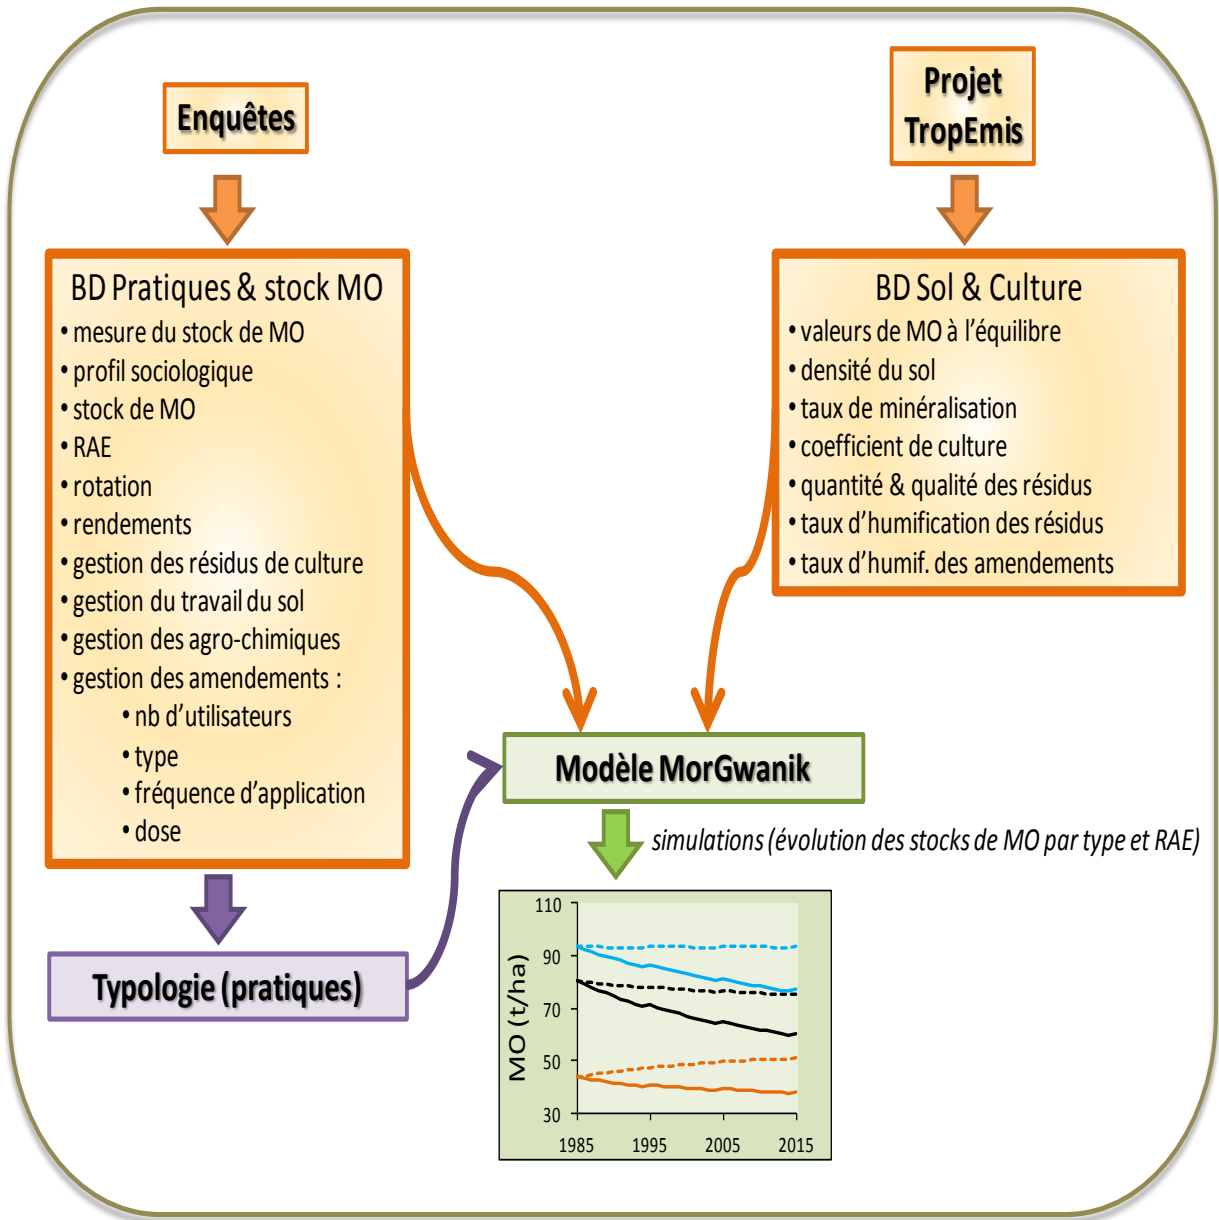 Enquêtes
Projet
TropEmis
BD Pratiques & stock MO
• mesure du stock de MO
• profil sociologique
• stock de MO
• RAE
• rotation
• rendements
• gestion des résidus de culture
• gestion du travail du sol
• gestion des agro-chimiques
• gestion des amendements :
• nb d'utilisateurs
• type
• fréquence d'application
• dose
BD Sol & Culture
• valeurs de MO à l'équilibre
• densité du sol
• taux de minéralisation
• coefficient de culture
• quantité & qualité des résidus
• taux d'humification des résidus
• taux d'humif. des amendements
Modèle MorGwanik
simulations (évolution des stocks de MO par type et RAE)
Typologie (pratiques)
MO (t/ha)
110
90
70
50
30
1985 1995 2005 2015